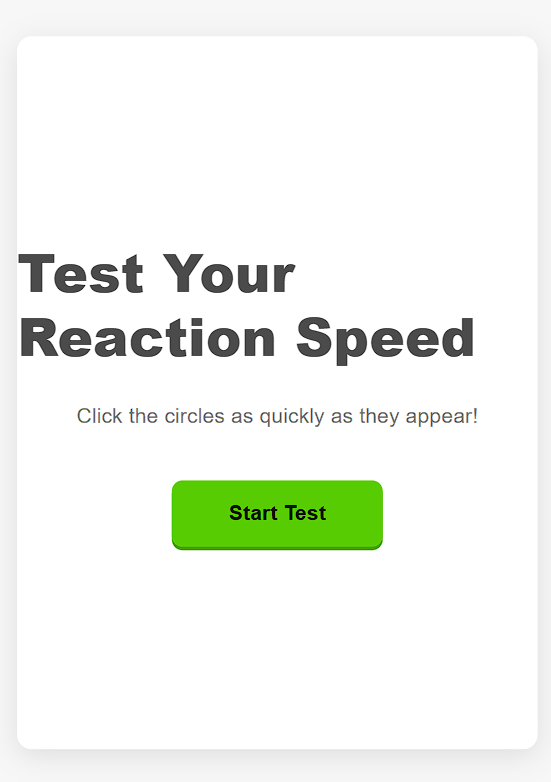 Test Your
Reaction Speed
Click the circles as quickly as they appear!
Start Test